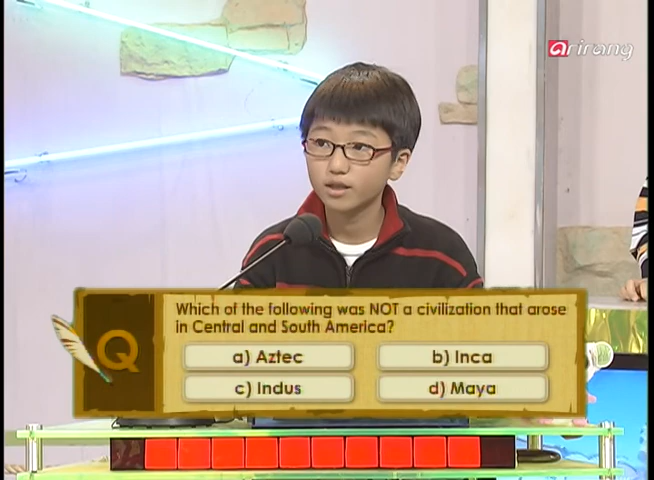 arirang
Which of the following was NOT a civilization that arose
in Central and South America?
Q
a) Aztec
b) Inca
c) Indus
d) Maya